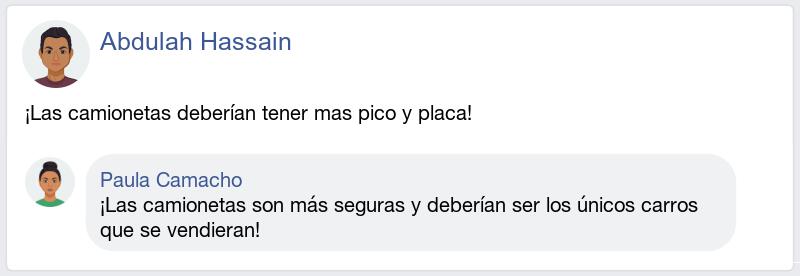 Abdulah Hassain
¡Las camionetas deberían tener mas pico y placa!
Paula Camacho
¡Las camionetas son más seguras y deberían ser los únicos carros
que se vendieran!